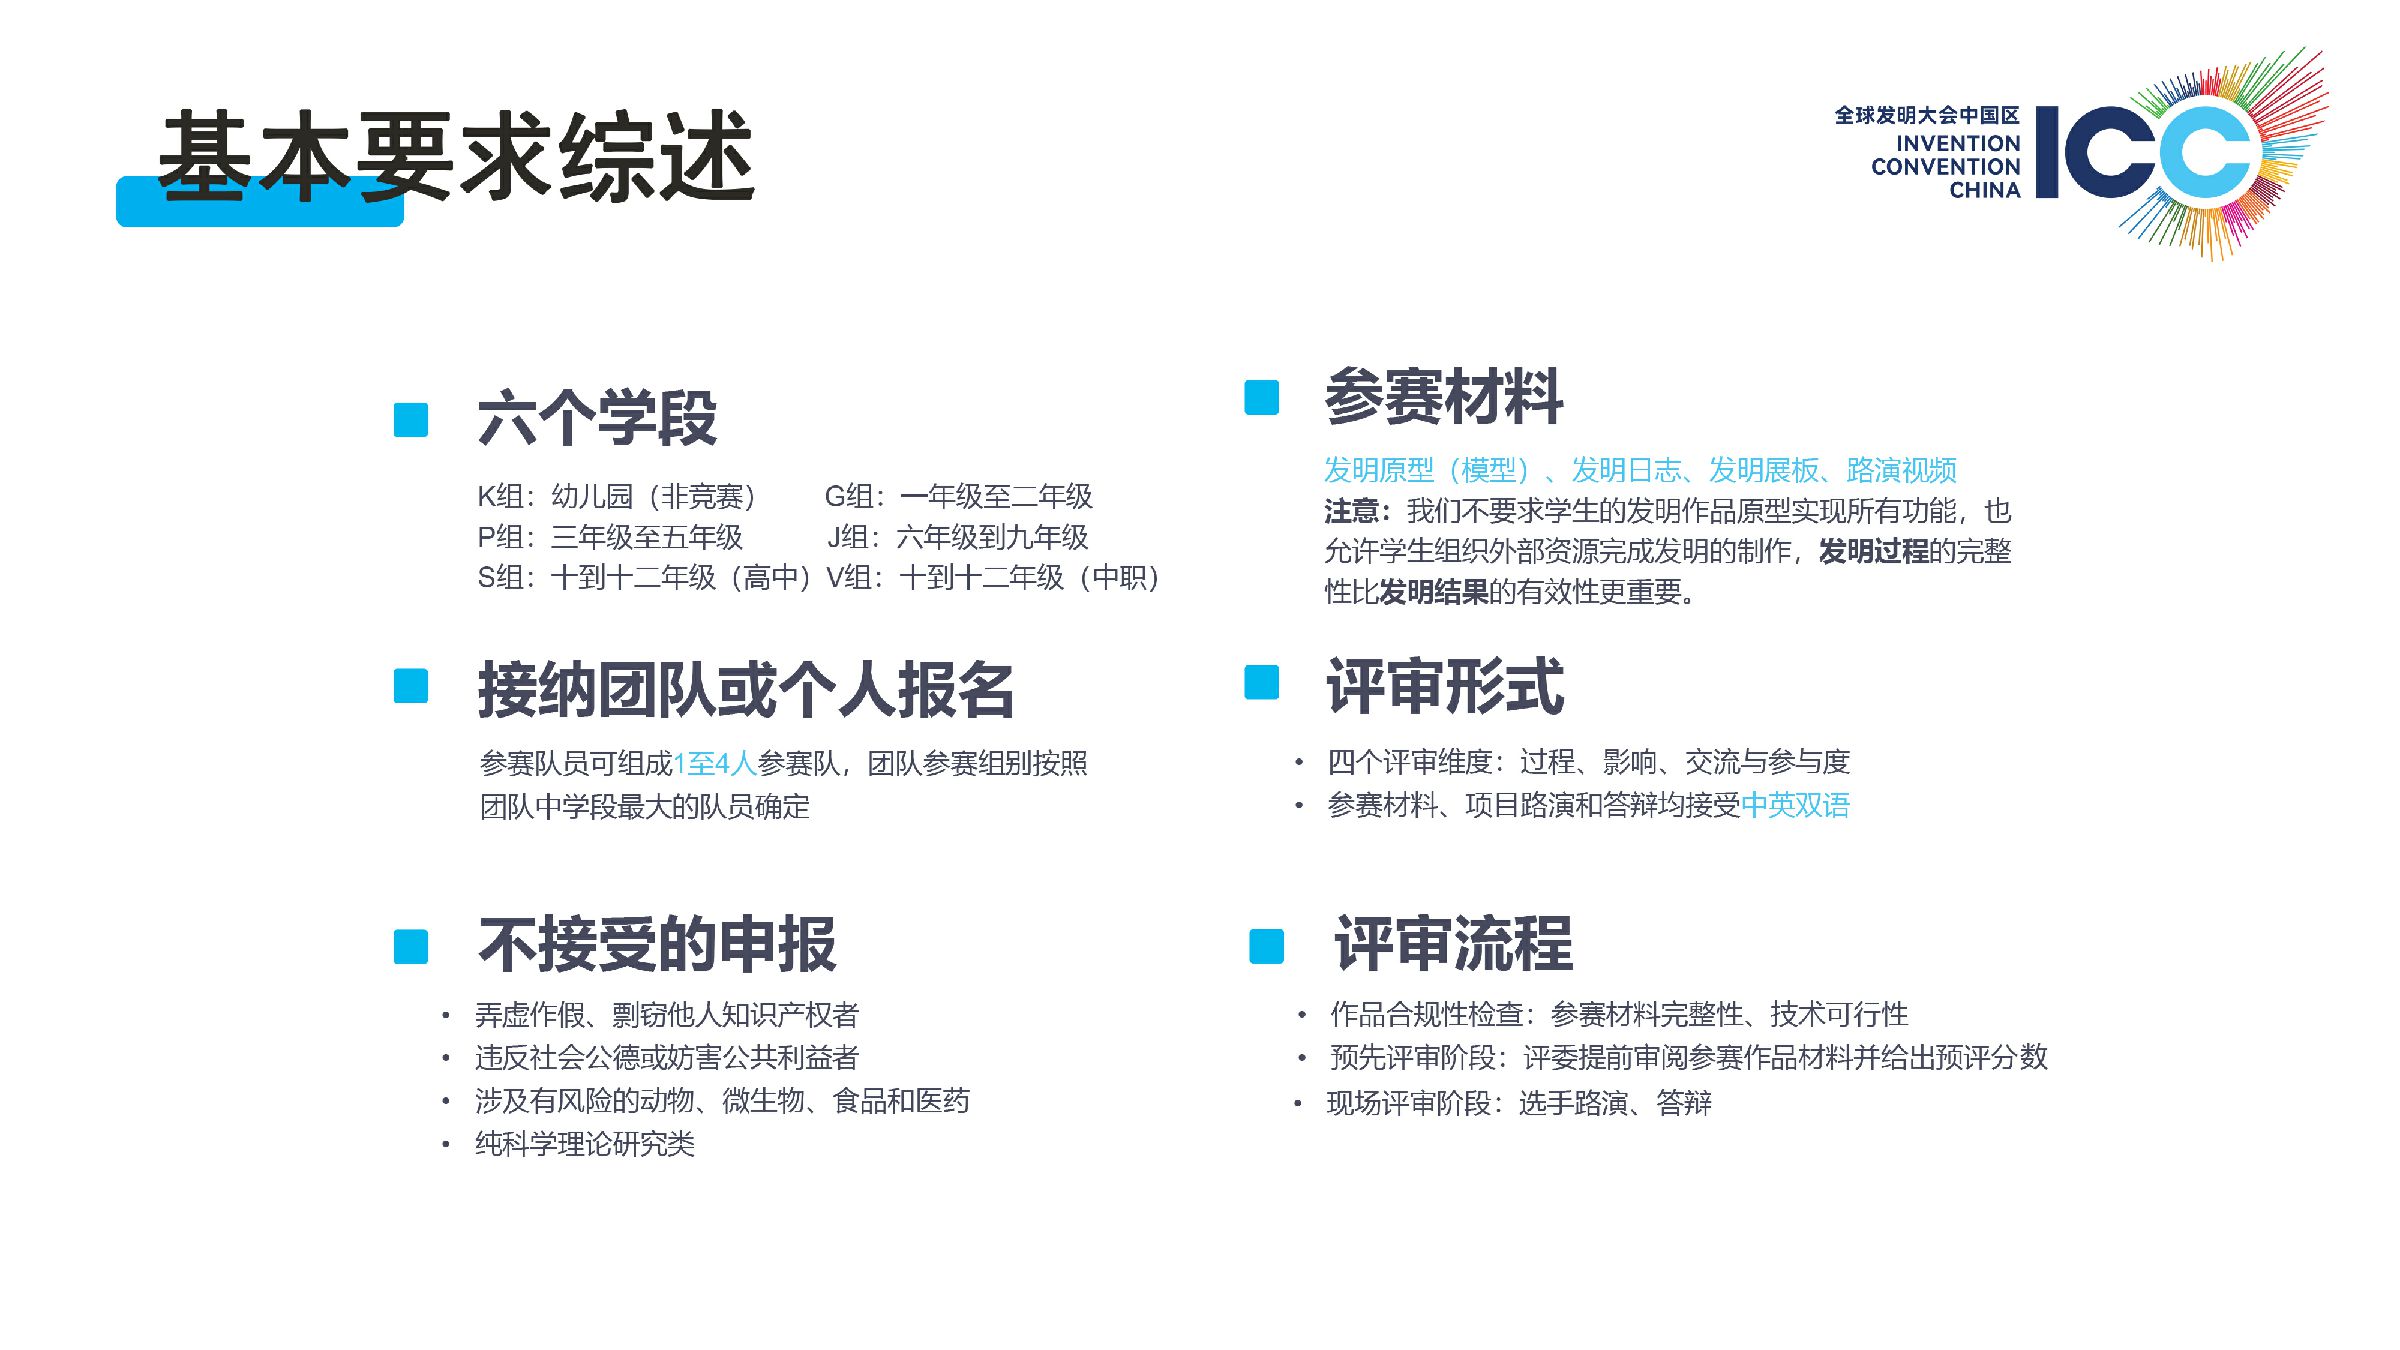 基本要求综述
全球发明大会中国区
INVENTION
CONVENTION
CHINA
ICC
六个学段
K组：幼儿园（非竞赛） G组：一年级至二年级
P组：三年级至五年级 J组：六年级到九年级
S组：十到十二年级（高中）V组：十到十二年级（中职）
接纳团队或个人报名
参赛队员可组成1至4人参赛队，团队参赛组别按照
团队中学段最大的队员确定
不接受的申报
• 弄虚作假、剽窃他人知识产权者
• 违反社会公德或妨害公共利益者
• 涉及有风险的动物、微生物、食品和医药
• 纯科学理论研究类
参赛材料
发明原型（模型）、发明日志、发明展板、路演视频
注意：我们不要求学生的发明作品原型实现所有功能，也
允许学生组织外部资源完成发明的制作，发明过程的完整
性比发明结果的有效性更重要。
评审形式
• 四个评审维度：过程、影响、交流与参与度
• 参赛材料、项目路演和答辩均接受中英双语
评审流程
• 作品合规性检查：参赛材料完整性、技术可行性
• 预先评审阶段：评委提前审阅参赛作品材料并给出预评分数
• 现场评审阶段：选手路演、答辩